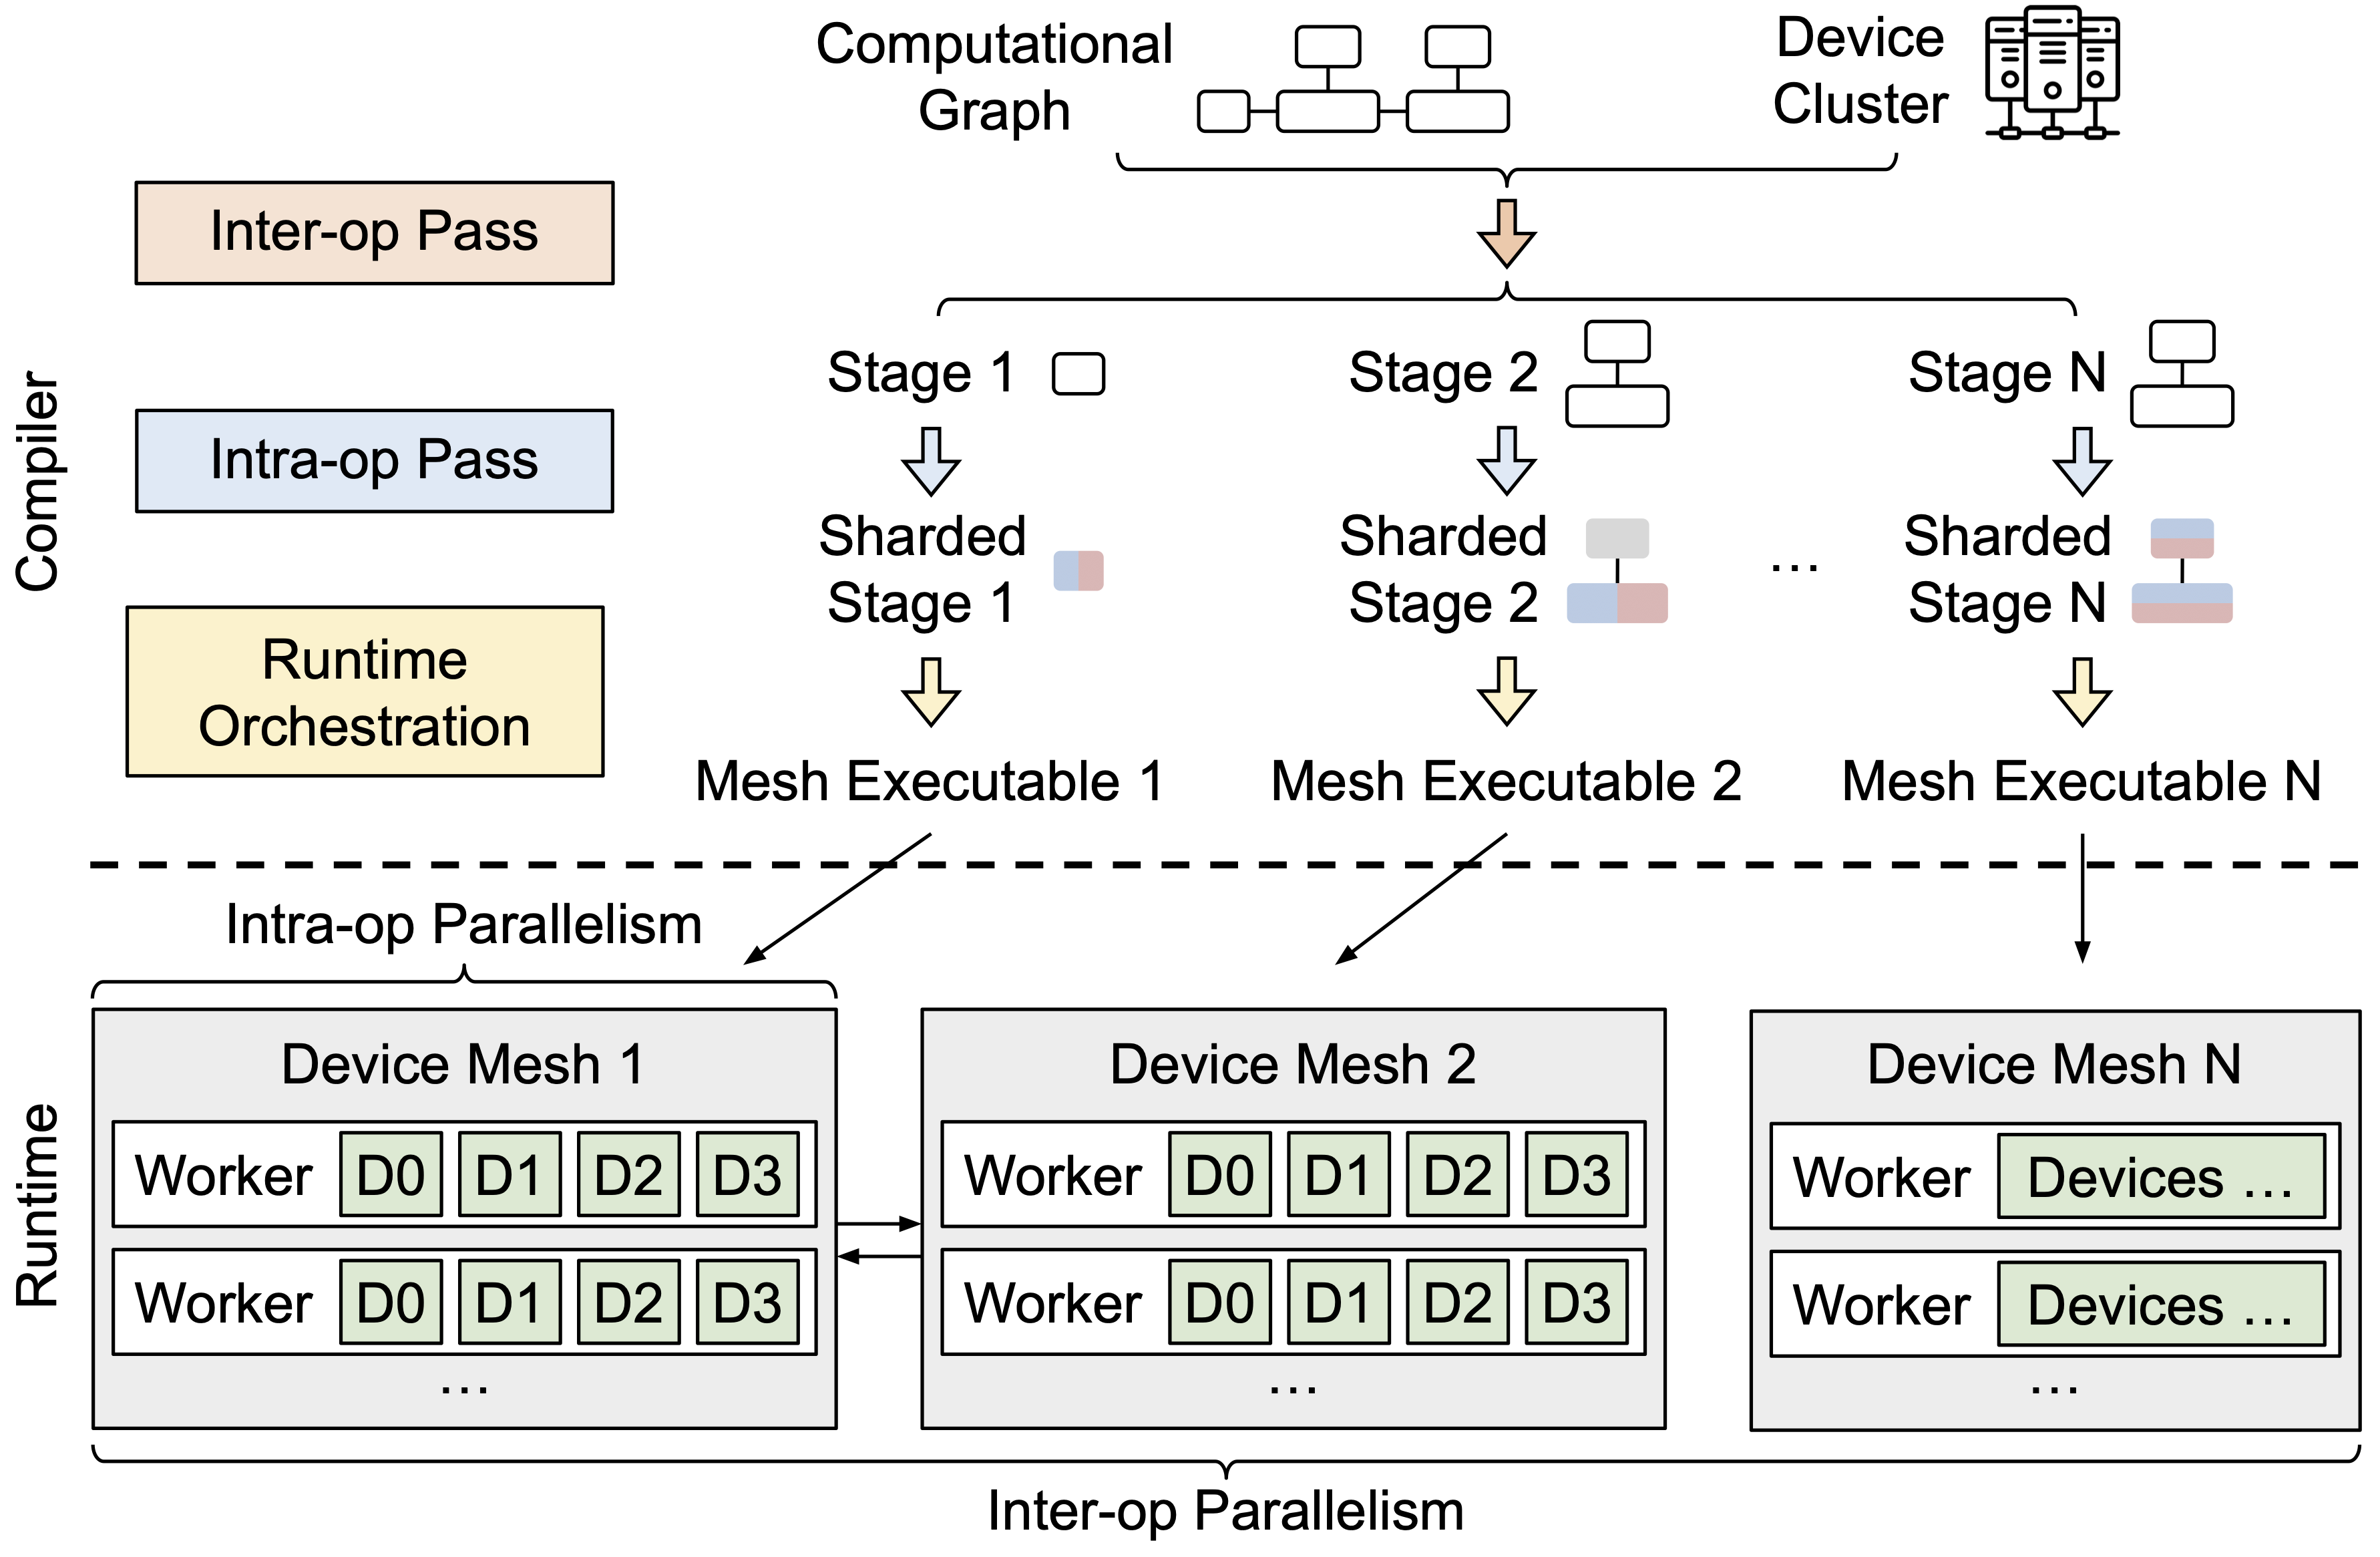 Computational
Graph
Device
Cluster
Compiler
Inter-op Pass
Stage 1
Stage 2
Stage N
Intra-op Pass
Sharded
Stage 1
Sharded
Stage 2
...
Sharded
Stage N
Runtime
Orchestration
Mesh Executable 1
Mesh Executable 2
Mesh Executable N
Runtime
Intra-op Parallelism
Device Mesh 1
Worker D0 D1 D2 D3
Worker D0 D1 D2 D3
...
Device Mesh 2
Worker D0 D1 D2 D3
Worker D0 D1 D2 D3
...
Device Mesh N
Worker Devices ...
Worker Devices ...
...
Inter-op Parallelism